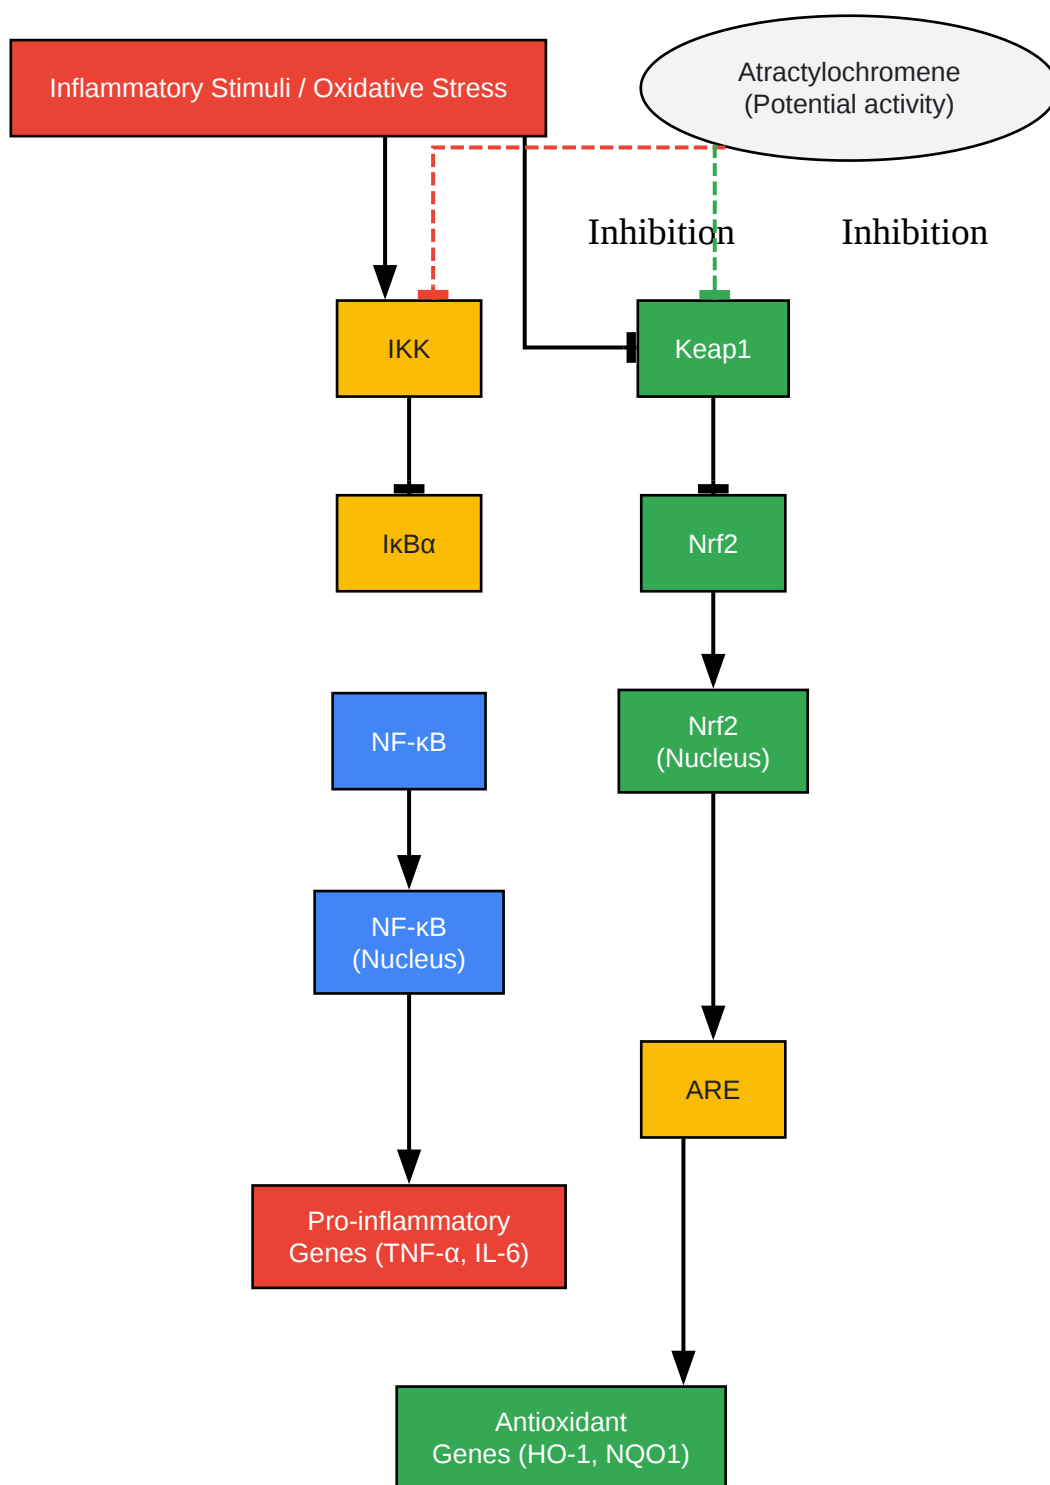 Inflammatory Stimuli / Oxidative Stress
Atractylochromene
(Potential activity)
Inhibition
Inhibition
IKK
Keap1
IκBα
Nrf2
NF-κB
Nrf2
(Nucleus)
NF-κB
(Nucleus)
ARE
Pro-inflammatory
Genes (TNF-α, IL-6)
Antioxidant
Genes (HO-1, NQO1)